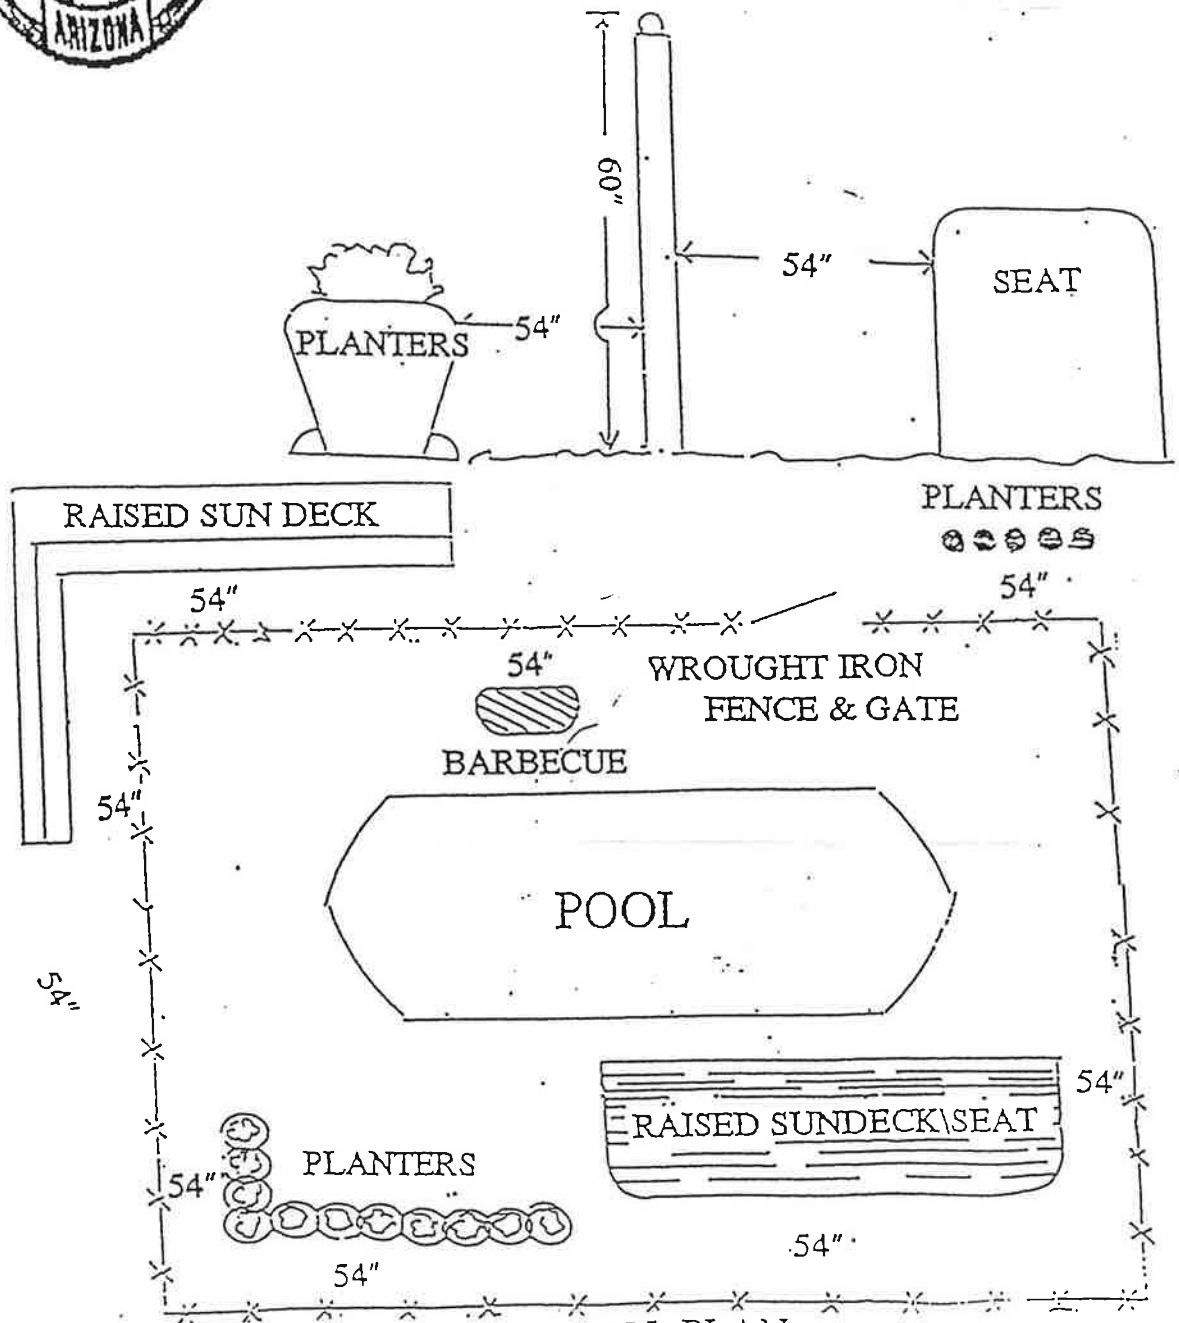 ARIZONA
60"
54"
SEAT
54"
PLANTERS
RAISED SUN DECK
PLANTERS
54"
54"
54"
WROUGHT IRON
FENCE & GATE
BARBECUE
54"
POOL
54"
54"
RAISED SUNDECK\SEAT
PLANTERS
54"
54"
54"
PLAN